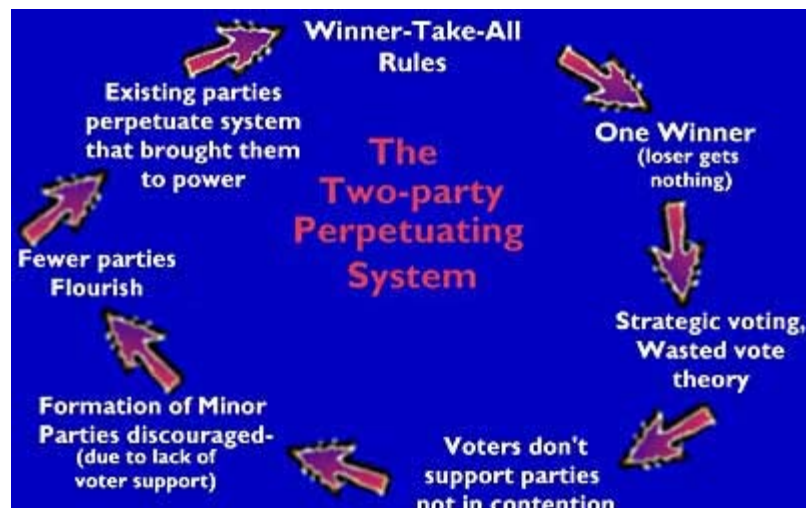 Winner-Take-All
Rules
One Winner
(loser gets
nothing)
Strategic voting,
Wasted vote
theory
Voters don't
support parties
not in contention
Formation of Minor
Parties discouraged-
(due to lack of
voter support)
Fewer parties
Flourish
Existing parties
perpetuate system
that brought them
to power
The
Two-party
Perpetuating
System